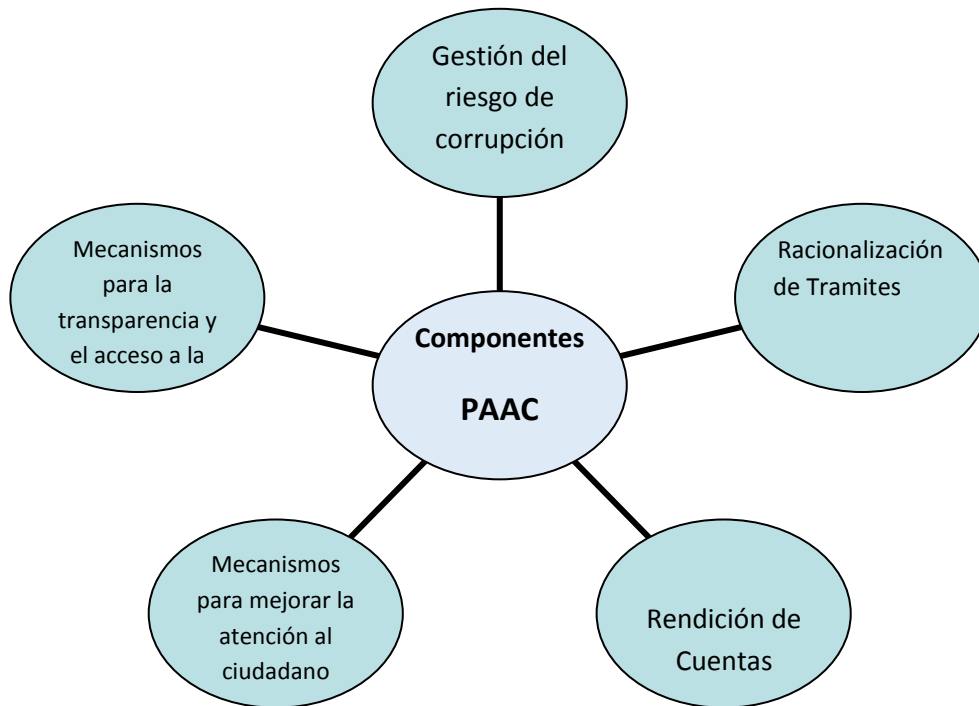 Gestión del
riesgo de
corrupción
Mecanismos
para la
transparencia y
el acceso a la
Racionalización
de Tramites
Componentes
PAAC
Mecanismos
para mejorar la
atención al
ciudadano
Rendición de
Cuentas